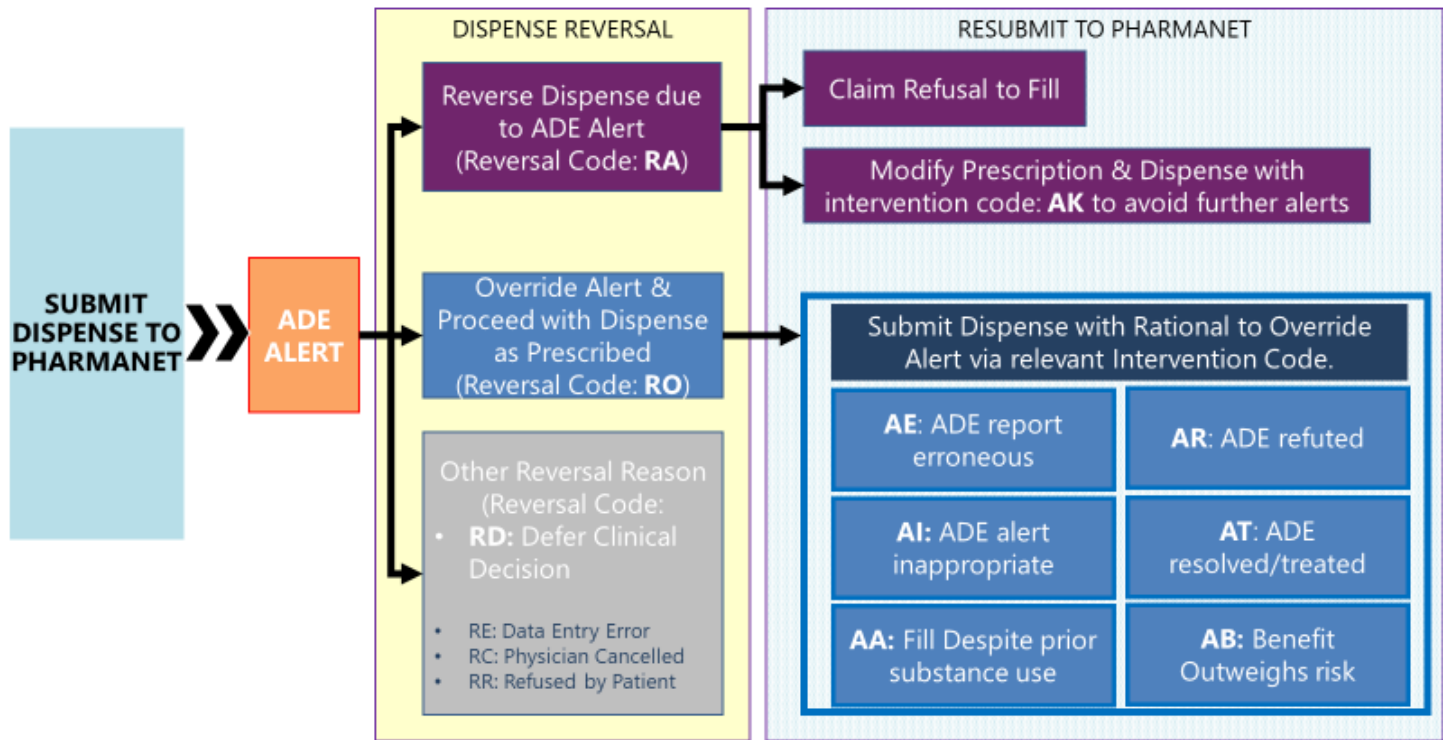 SUBMIT
DISPENSE TO
PHARMANET
ADE
ALERT
DISPENSE REVERSAL
Reverse Dispense due
to ADE Alert
(Reversal Code: RA)
Override Alert &
Proceed with Dispense
as Prescribed
(Reversal Code: RO)
Other Reversal Reason
(Reversal Code:
• RD: Defer Clinical
Decision
• RE: Data Entry Error
• RC: Physician Cancelled
• RR: Refused by Patient
RESUBMIT TO PHARMANET
Claim Refusal to Fill
Modify Prescription & Dispense with
intervention code: AK to avoid further alerts
Submit Dispense with Rational to Override
Alert via relevant Intervention Code.
AE: ADE report
erroneous
AR: ADE refuted
AI: ADE alert
inappropriate
AT: ADE
resolved/treated
AA: Fill Despite prior
substance use
AB: Benefit
Outweighs risk